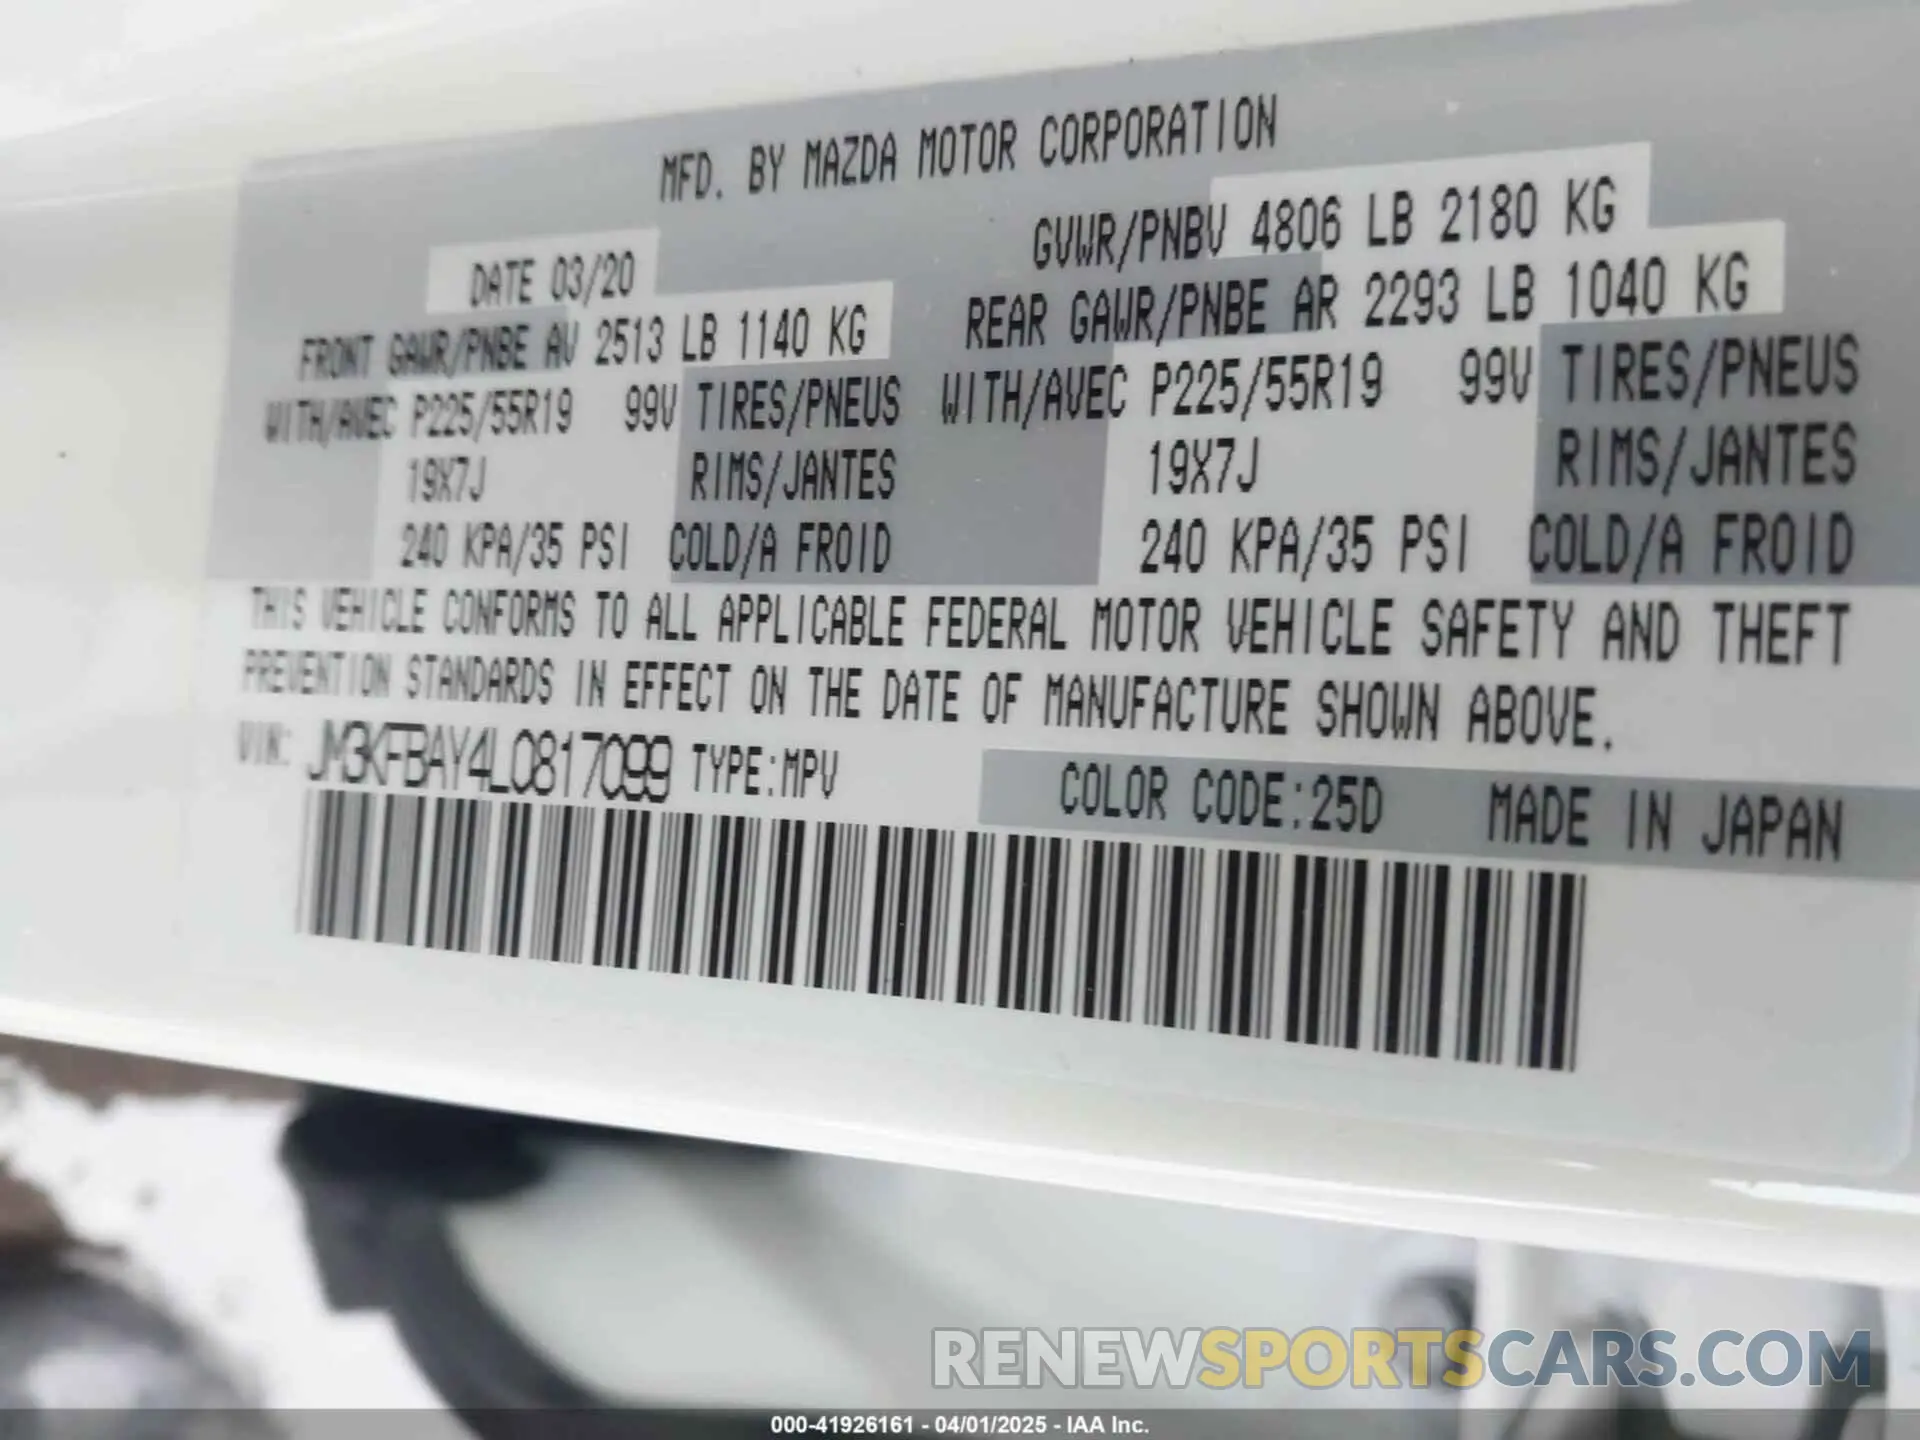 MFD. BY MAZDA MOTOR CORPORATION
DATE 03/20 GVWR/PNBV 4806 LB 2180 KG
FRONT GAWR/PNBE AV 2513 LB 1140 KG REAR GAWR/PNBE AR 2293 LB 1040 KG
WITH/AVEC P225/55R19 99V TIRES/PNEUS WITH/AVEC P225/55R19 99V TIRES/PNEUS
19X7J RIMS/JANTES 19X7J RIMS/JANTES
240 KPA/35 PSI COLD/A FROID 240 KPA/35 PSI COLD/A FROID
THIS VEHICLE CONFORMS TO ALL APPLICABLE FEDERAL MOTOR VEHICLE SAFETY AND THEFT
PREVENTION STANDARDS IN EFFECT ON THE DATE OF MANUFACTURE SHOWN ABOVE.
VIN: JM3KFBAY4L0817099 TYPE:MPV COLOR CODE:25D MADE IN JAPAN
RENEWSPORTSCARS.COM
000-41926161 - 04/01/2025 - IAA Inc.